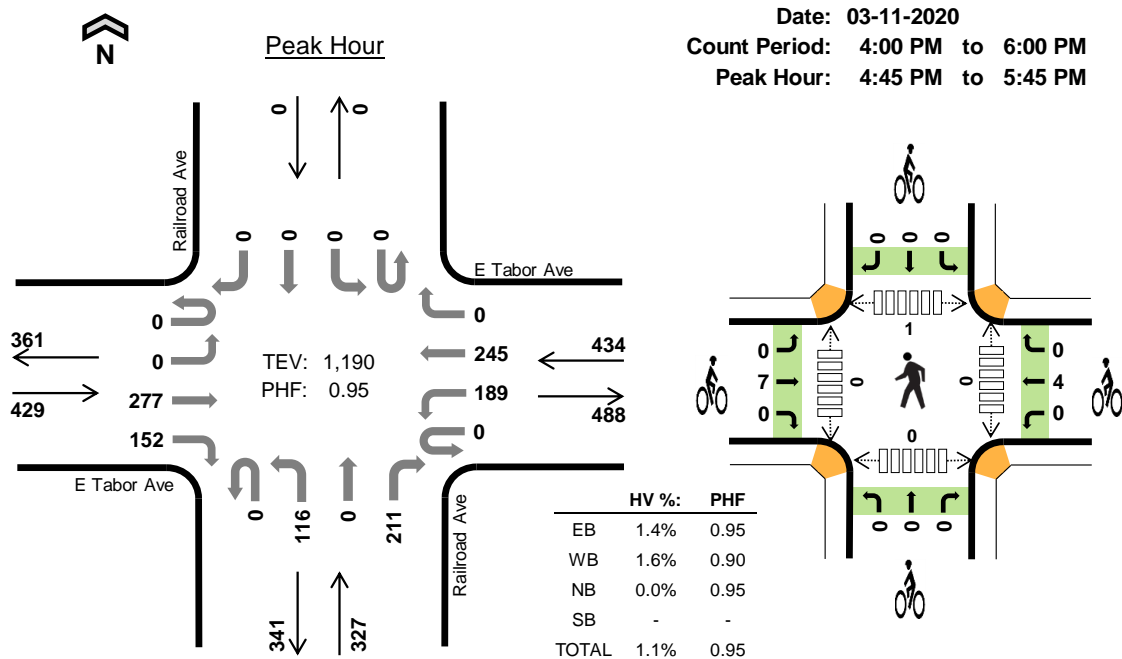 Date: 03-11-2020
Count Period: 4:00 PM to 6:00 PM
Peak Hour: 4:45 PM to 5:45 PM
N
Peak Hour
0 0
Railroad Ave
0 0 0 0
E Tabor Ave
0
0
277
152
361
429
TEV: 1,190
PHF: 0.95
0
245
189
0
434
488
E Tabor Ave
0 116 0 211
Railroad Ave
341 327
0 0 0
1
0
7
0
0
0
0
4
0
0
0 0 0
HV %: PHF
EB 1.4% 0.95
WB 1.6% 0.90
NB 0.0% 0.95
SB - -
TOTAL 1.1% 0.95